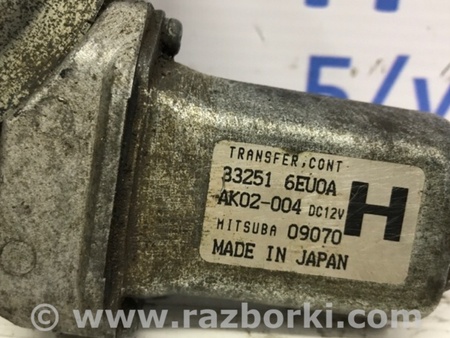 Б/у
TRANSFER,CONT
33251 6EU0A
AK02-004 DC12V
H
MITSUBA 09070
MADE IN JAPAN
www.razborki.com